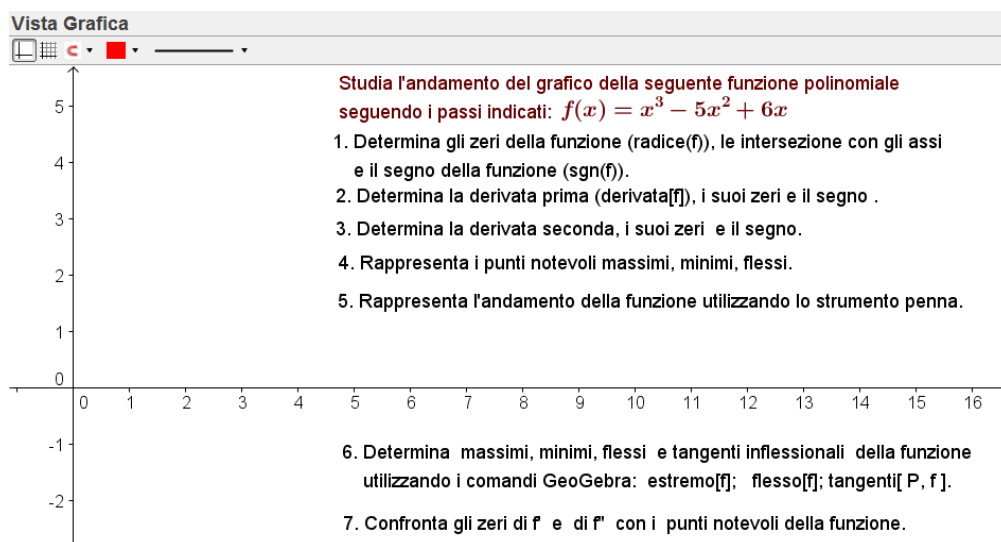 Vista Grafica
Studia l'andamento del grafico della seguente funzione polinomiale
seguendo i passi indicati: f(x) = x³ − 5x² + 6x
1. Determina gli zeri della funzione (radice(f)), le intersezione con gli assi
e il segno della funzione (sgn(f)).
2. Determina la derivata prima (derivata[f]), i suoi zeri e il segno .
3. Determina la derivata seconda, i suoi zeri e il segno.
4. Rappresenta i punti notevoli massimi, minimi, flessi.
5. Rappresenta l'andamento della funzione utilizzando lo strumento penna.
5
4
3
2
1
0
0 1 2 3 4 5 6 7 8 9 10 11 12 13 14 15 16
-1
-2
6. Determina massimi, minimi, flessi e tangenti inflessionali della funzione
utilizzando i comandi GeoGebra: estremo[f]; flesso[f]; tangenti[ P, f ].
7. Confronta gli zeri di f' e di f" con i punti notevoli della funzione.